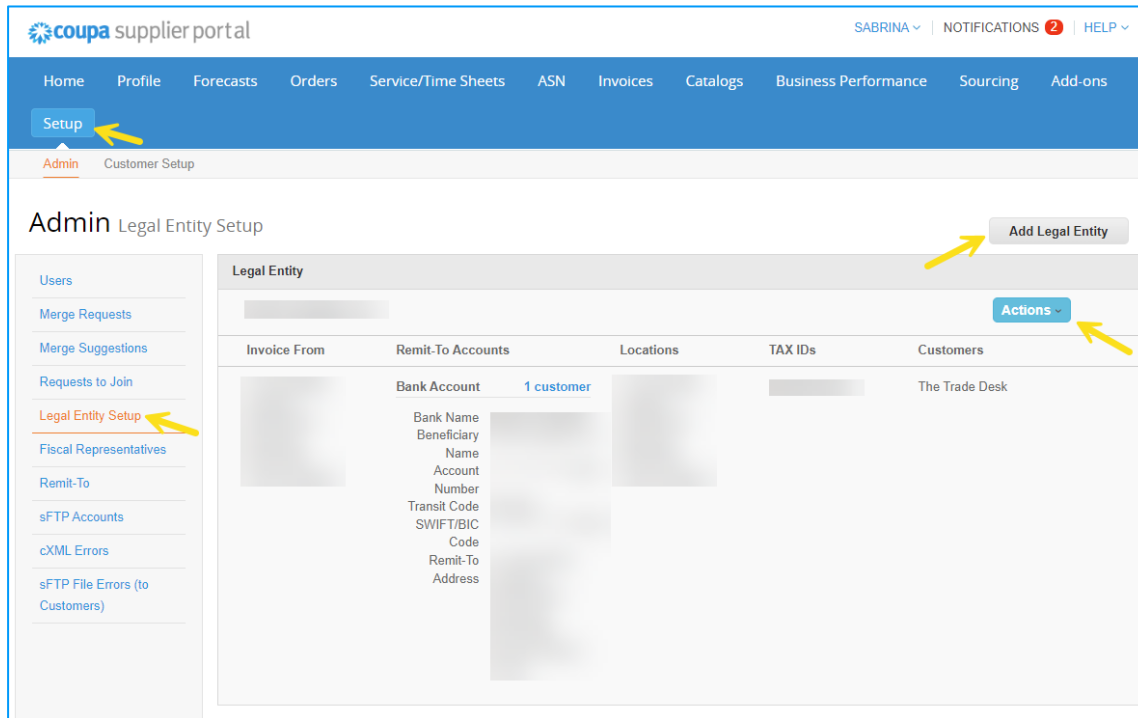 coupa supplier portal
SABRINA NOTIFICATIONS 2 HELP
Home Profile Forecasts Orders Service/Time Sheets ASN Invoices Catalogs Business Performance Sourcing Add-ons
Setup
Admin Customer Setup
Admin Legal Entity Setup
Add Legal Entity
Users
Merge Requests
Merge Suggestions
Requests to Join
Legal Entity Setup
Fiscal Representatives
Remit-To
sFTP Accounts
cXML Errors
sFTP File Errors (to
Customers)
Legal Entity
Actions
Invoice From Remit-To Accounts Locations TAX IDs Customers
Bank Account 1 customer The Trade Desk
Bank Name
Beneficiary
Name
Account
Number
Transit Code
SWIFT/BIC
Code
Remit-To
Address